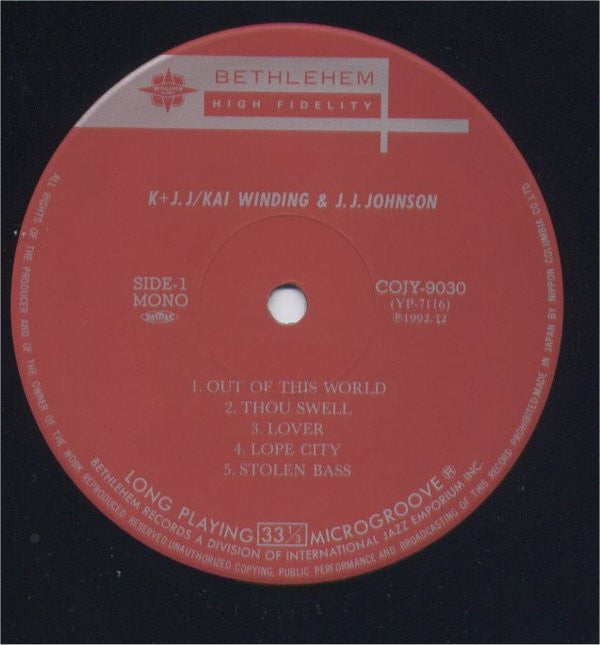 BETHLEHEM
BETHLEHEM
HIGH FIDELITY
K+J.J/KAI WINDING & J.J.JOHNSON
SIDE-1
MONO
COJY-9030
(YP-7116)
℗1992.12
1. OUT OF THIS WORLD
2. THOU SWELL
3. LOVER
4. LOPE CITY
5. STOLEN BASS
LONG PLAYING 33 1/3 MICROGROOVE®
BETHLEHEM RECORDS A DIVISION OF INTERNATIONAL JAZZ EMPORIUM INC.
ALL RIGHTS OF THE PRODUCER AND OF THE OWNER OF THE WORK REPRODUCED RESERVED.UNAUTHORIZED COPYING, PUBLIC PERFORMANCE AND BROADCASTING OF THIS RECORD PROHIBITED.MADE IN JAPAN BY NIPPON COLUMBIA CO.LTD